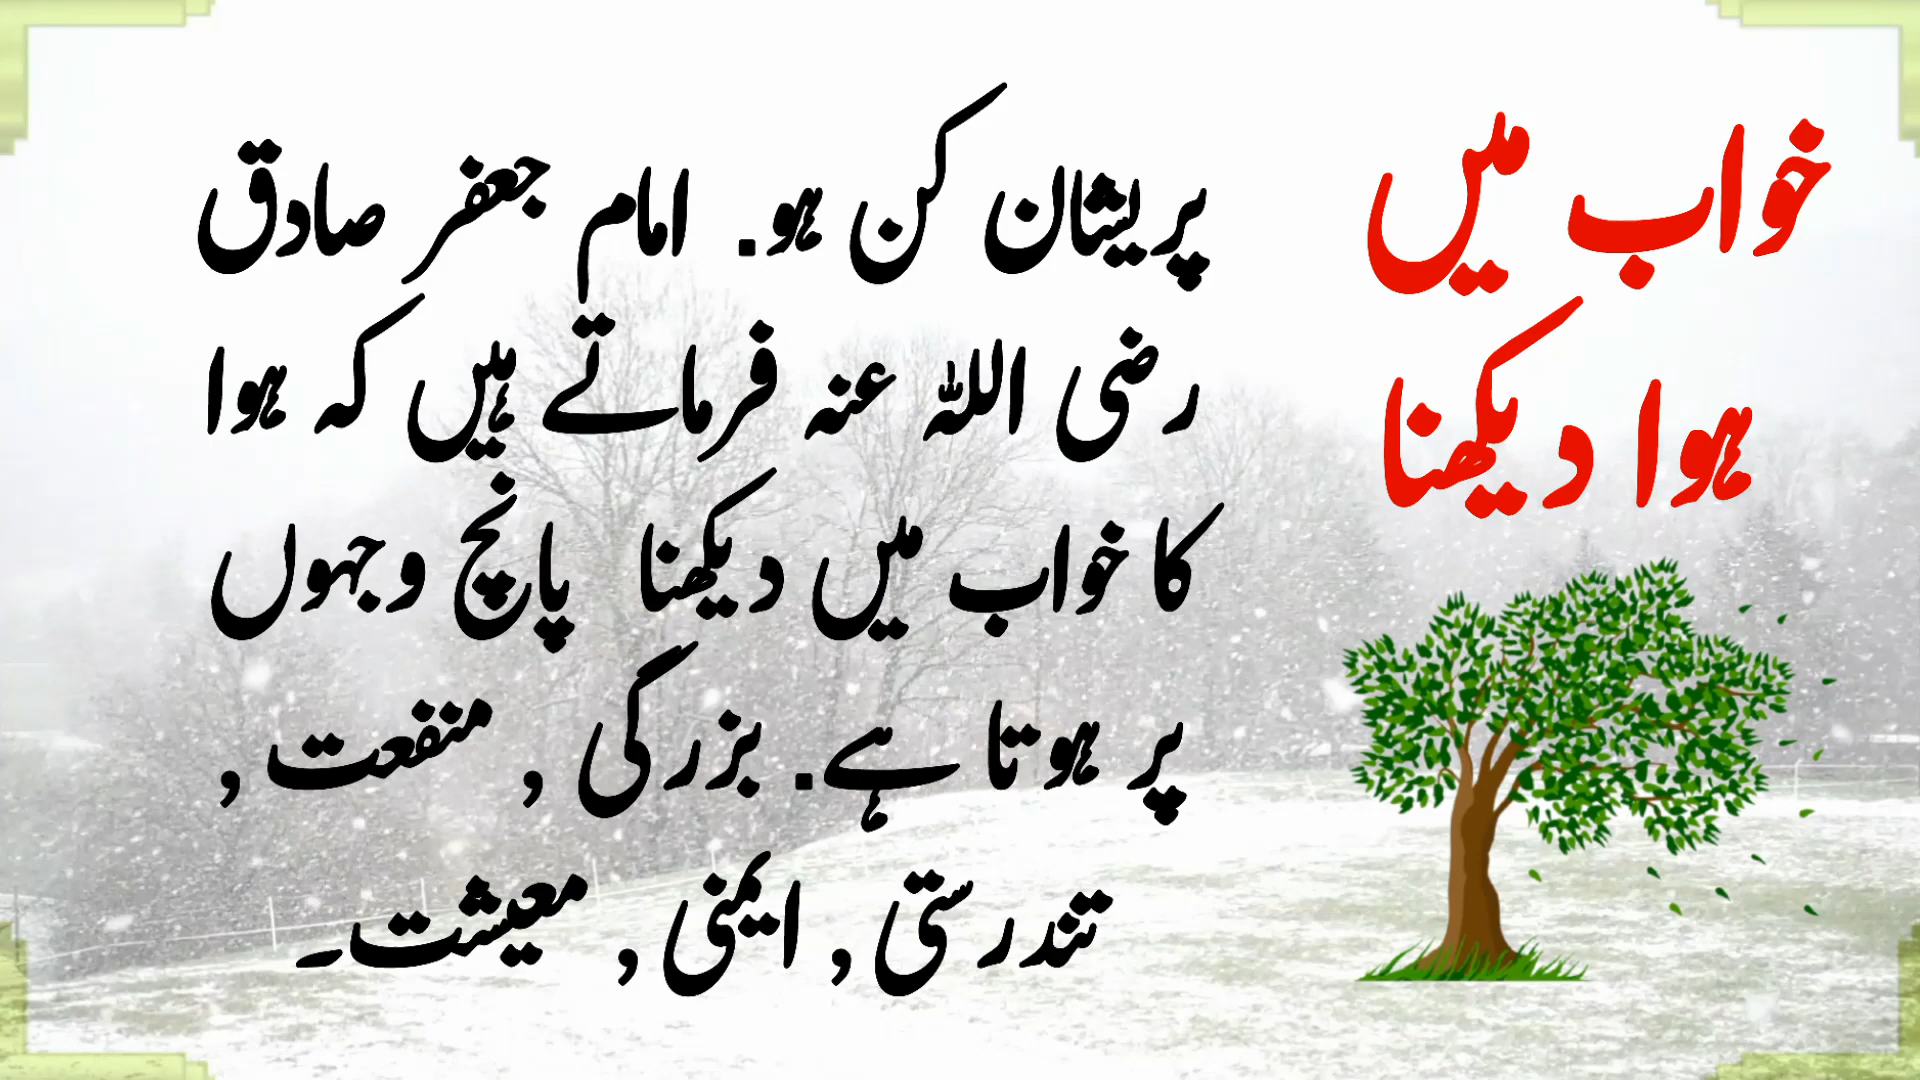 خواب میں
ہوا دیکھنا
پریشان کن ہو. امام جعفر صادق
رضی اللہ عنہ فرماتے ہیں کہ ہوا
کا خواب میں دیکھنا پانچ وجہوں
پر ہوتا ہے. بزرگی , منفعت ,
تندرستی , ایمنی , معیشت۔